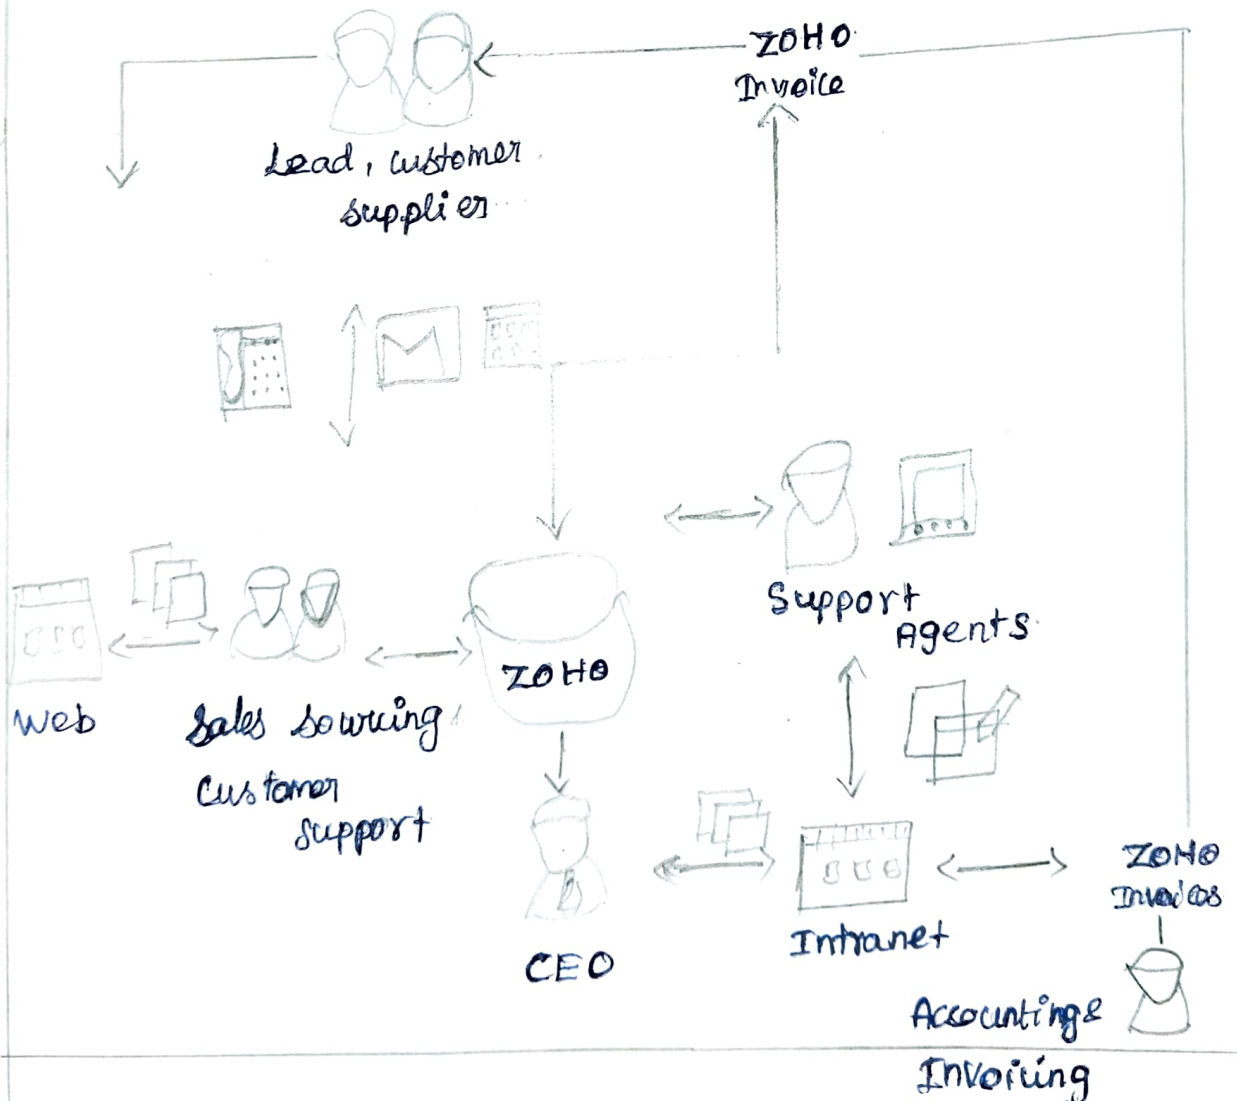 ZOHO
Invoice
Lead, customer
supplier
Support
Agents
ZOHO
Web
Sales sourcing
Customer
support
ZOHO
Invoices
Intranet
CEO
Accounting &
Invoicing